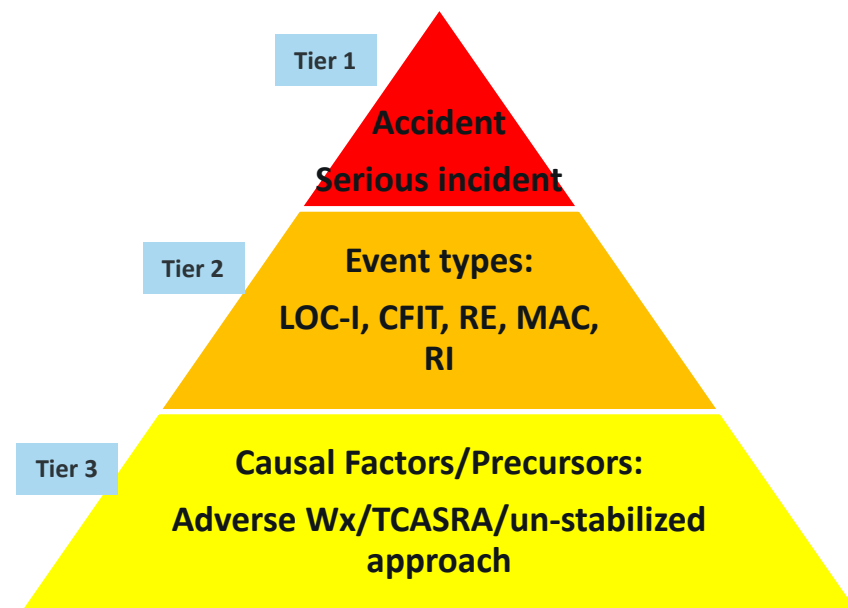 Tier 1
Accident
Serious incident
Tier 2
Event types:
LOC-I, CFIT, RE, MAC,
RI
Tier 3
Causal Factors/Precursors:
Adverse Wx/TCASRA/un-stabilized
approach